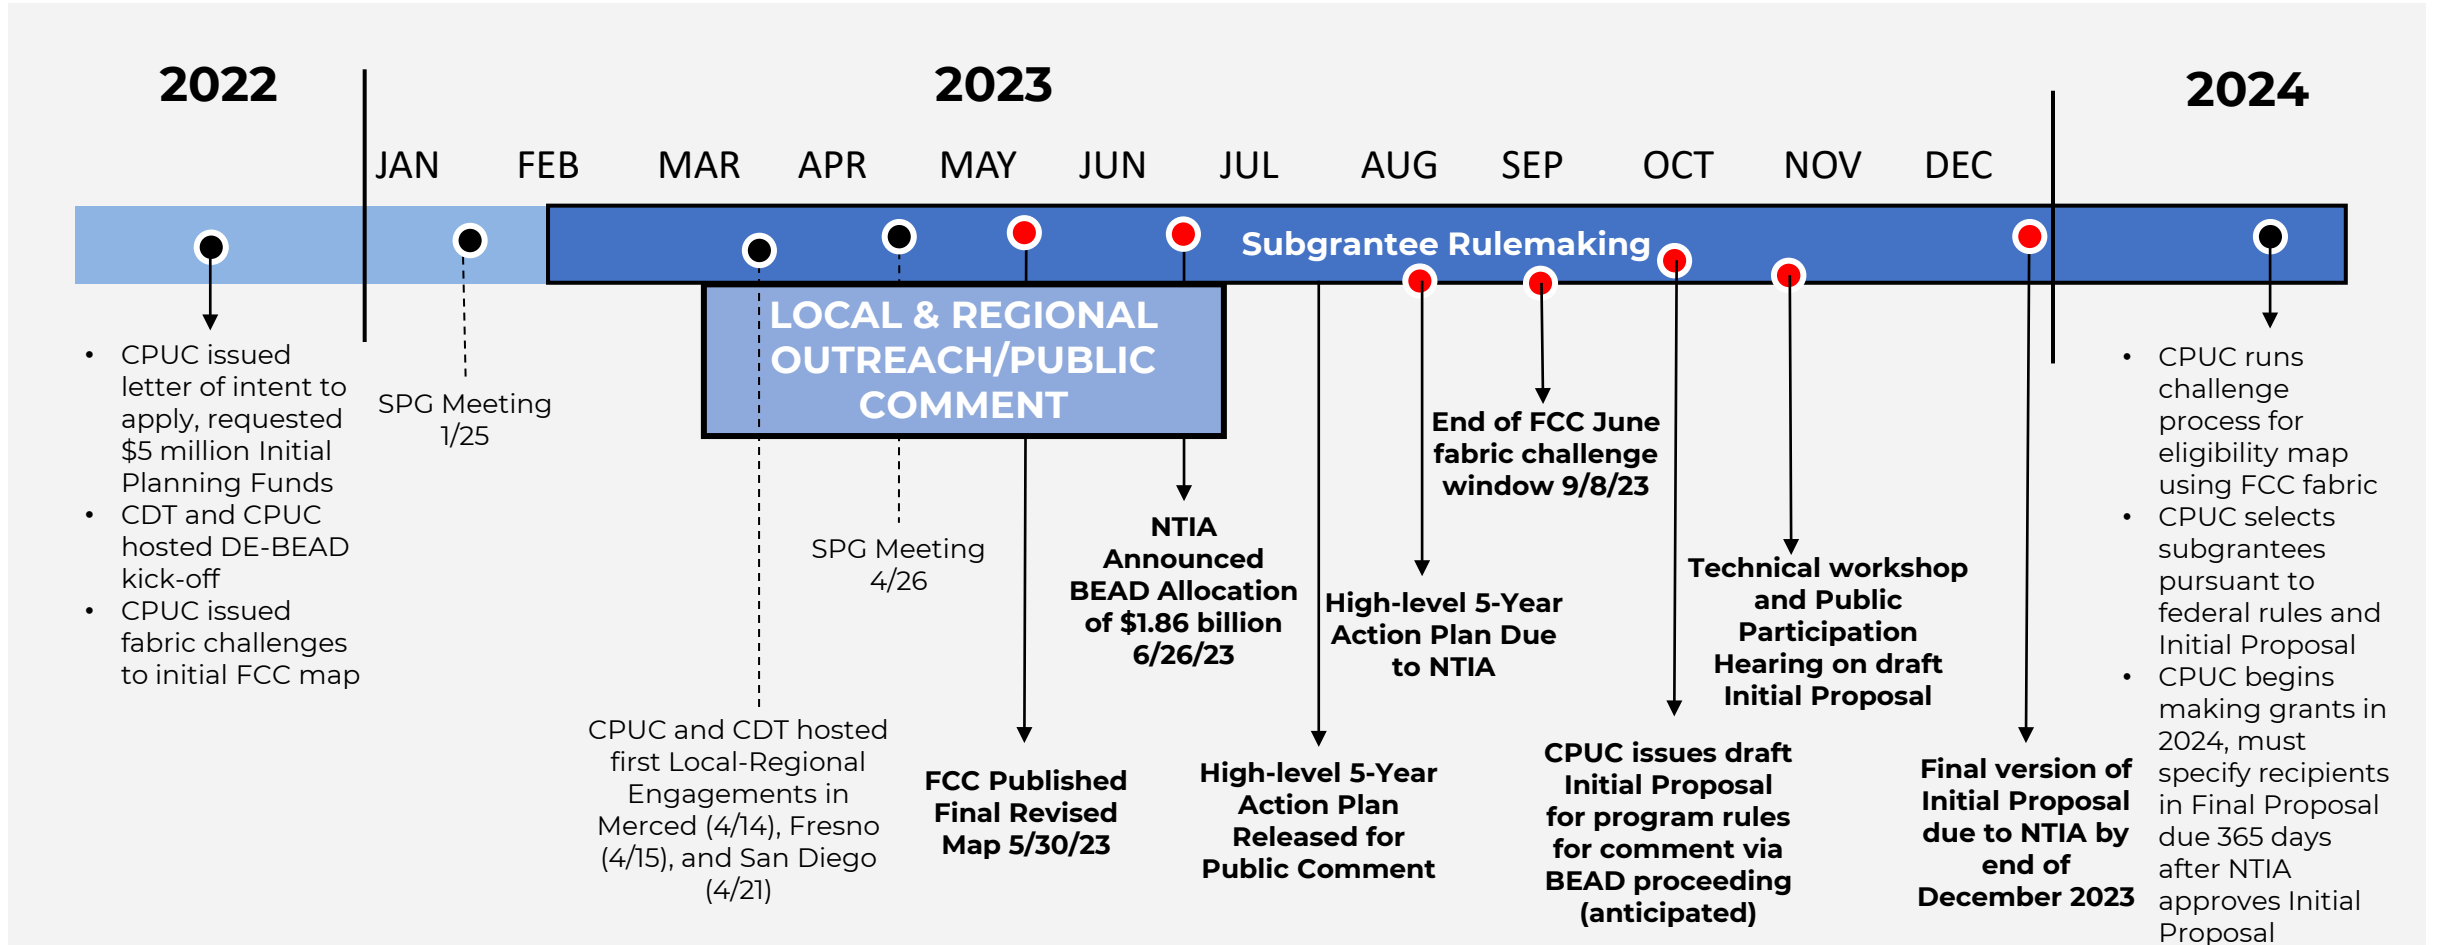 2022
2023
2024
JAN
FEB
MAR
APR
MAY
JUN
JUL
AUG
SEP
OCT
NOV
DEC
Subgrantee Rulemaking
LOCAL & REGIONAL
OUTREACH/PUBLIC
COMMENT
• CPUC issued
letter of intent to
apply, requested
$5 million Initial
Planning Funds
• CDT and CPUC
hosted DE-BEAD
kick-off
• CPUC issued
fabric challenges
to initial FCC map
SPG Meeting
1/25
CPUC and CDT hosted
first Local-Regional
Engagements in
Merced (4/14), Fresno
(4/15), and San Diego
(4/21)
SPG Meeting
4/26
FCC Published
Final Revised
Map 5/30/23
NTIA
Announced
BEAD Allocation
of $1.86 billion
6/26/23
High-level 5-Year
Action Plan
Released for
Public Comment
High-level 5-Year
Action Plan Due
to NTIA
End of FCC June
fabric challenge
window 9/8/23
CPUC issues draft
Initial Proposal
for program rules
for comment via
BEAD proceeding
(anticipated)
Technical workshop
and Public
Participation
Hearing on draft
Initial Proposal
Final version of
Initial Proposal
due to NTIA by
end of
December 2023
• CPUC runs
challenge
process for
eligibility map
using FCC fabric
• CPUC selects
subgrantees
pursuant to
federal rules and
Initial Proposal
• CPUC begins
making grants in
2024, must
specify recipients
in Final Proposal
due 365 days
after NTIA
approves Initial
Proposal